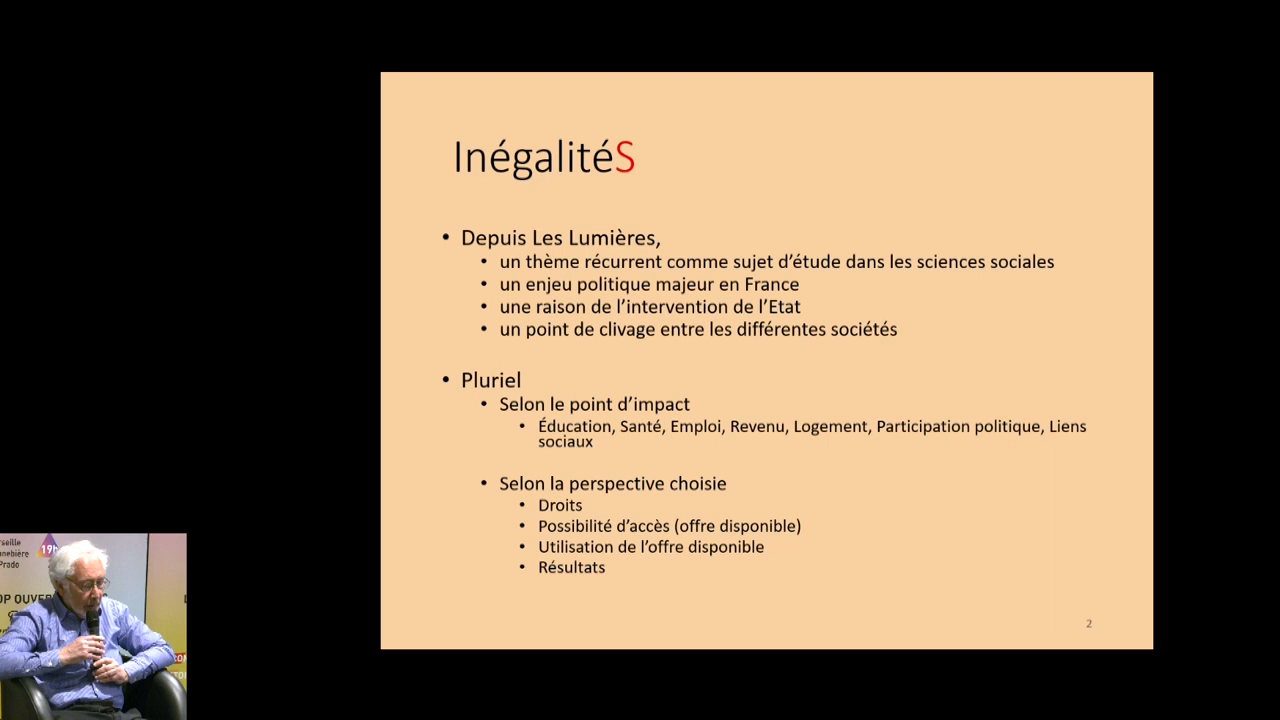 InégalitéS
• Depuis Les Lumières,
• un thème récurrent comme sujet d’étude dans les sciences sociales
• un enjeu politique majeur en France
• une raison de l’intervention de l’Etat
• un point de clivage entre les différentes sociétés
• Pluriel
• Selon le point d’impact
• Éducation, Santé, Emploi, Revenu, Logement, Participation politique, Liens
sociaux
• Selon la perspective choisie
• Droits
• Possibilité d’accès (offre disponible)
• Utilisation de l’offre disponible
• Résultats
2
Prado
19h